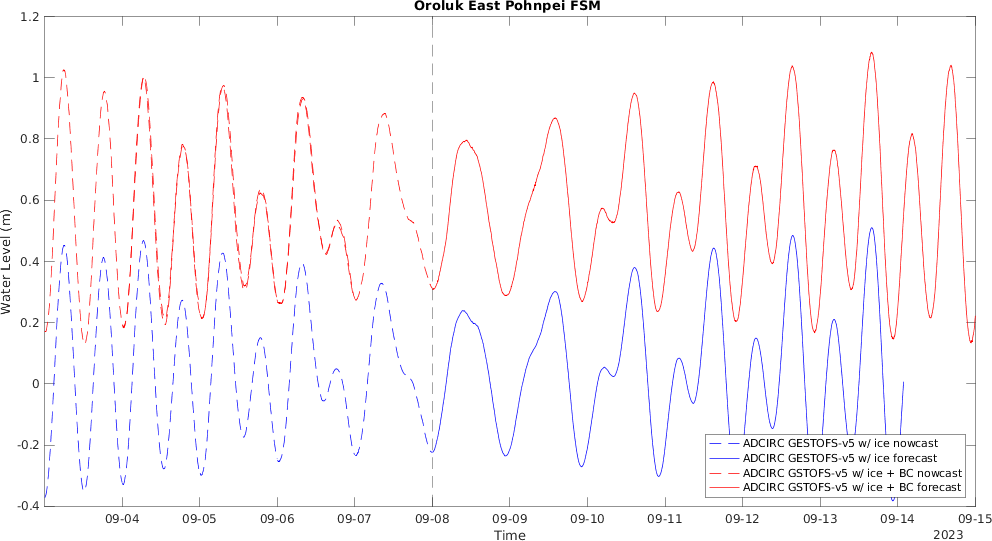 Oroluk East Pohnpei FSM
Water Level (m)
1.2
1
0.8
0.6
0.4
0.2
0
-0.2
-0.4
ADCIRC GESTOFS-v5 w/ ice nowcast
ADCIRC GESTOFS-v5 w/ ice forecast
ADCIRC GSTOFS-v5 w/ ice + BC nowcast
ADCIRC GSTOFS-v5 w/ ice + BC forecast
09-04 09-05 09-06 09-07 09-08 09-09 09-10 09-11 09-12 09-13 09-14 09-15
Time
2023